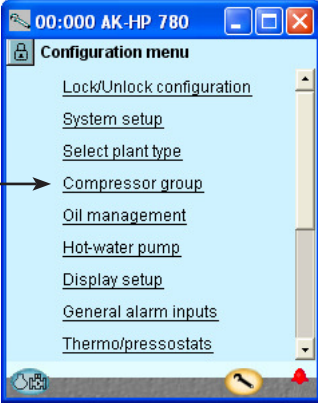 00:000 AK-HP 780
Configuration menu
Lock/Unlock configuration
System setup
Select plant type
Compressor group
Oil management
Hot-water pump
Display setup
General alarm inputs
Thermo/pressostats